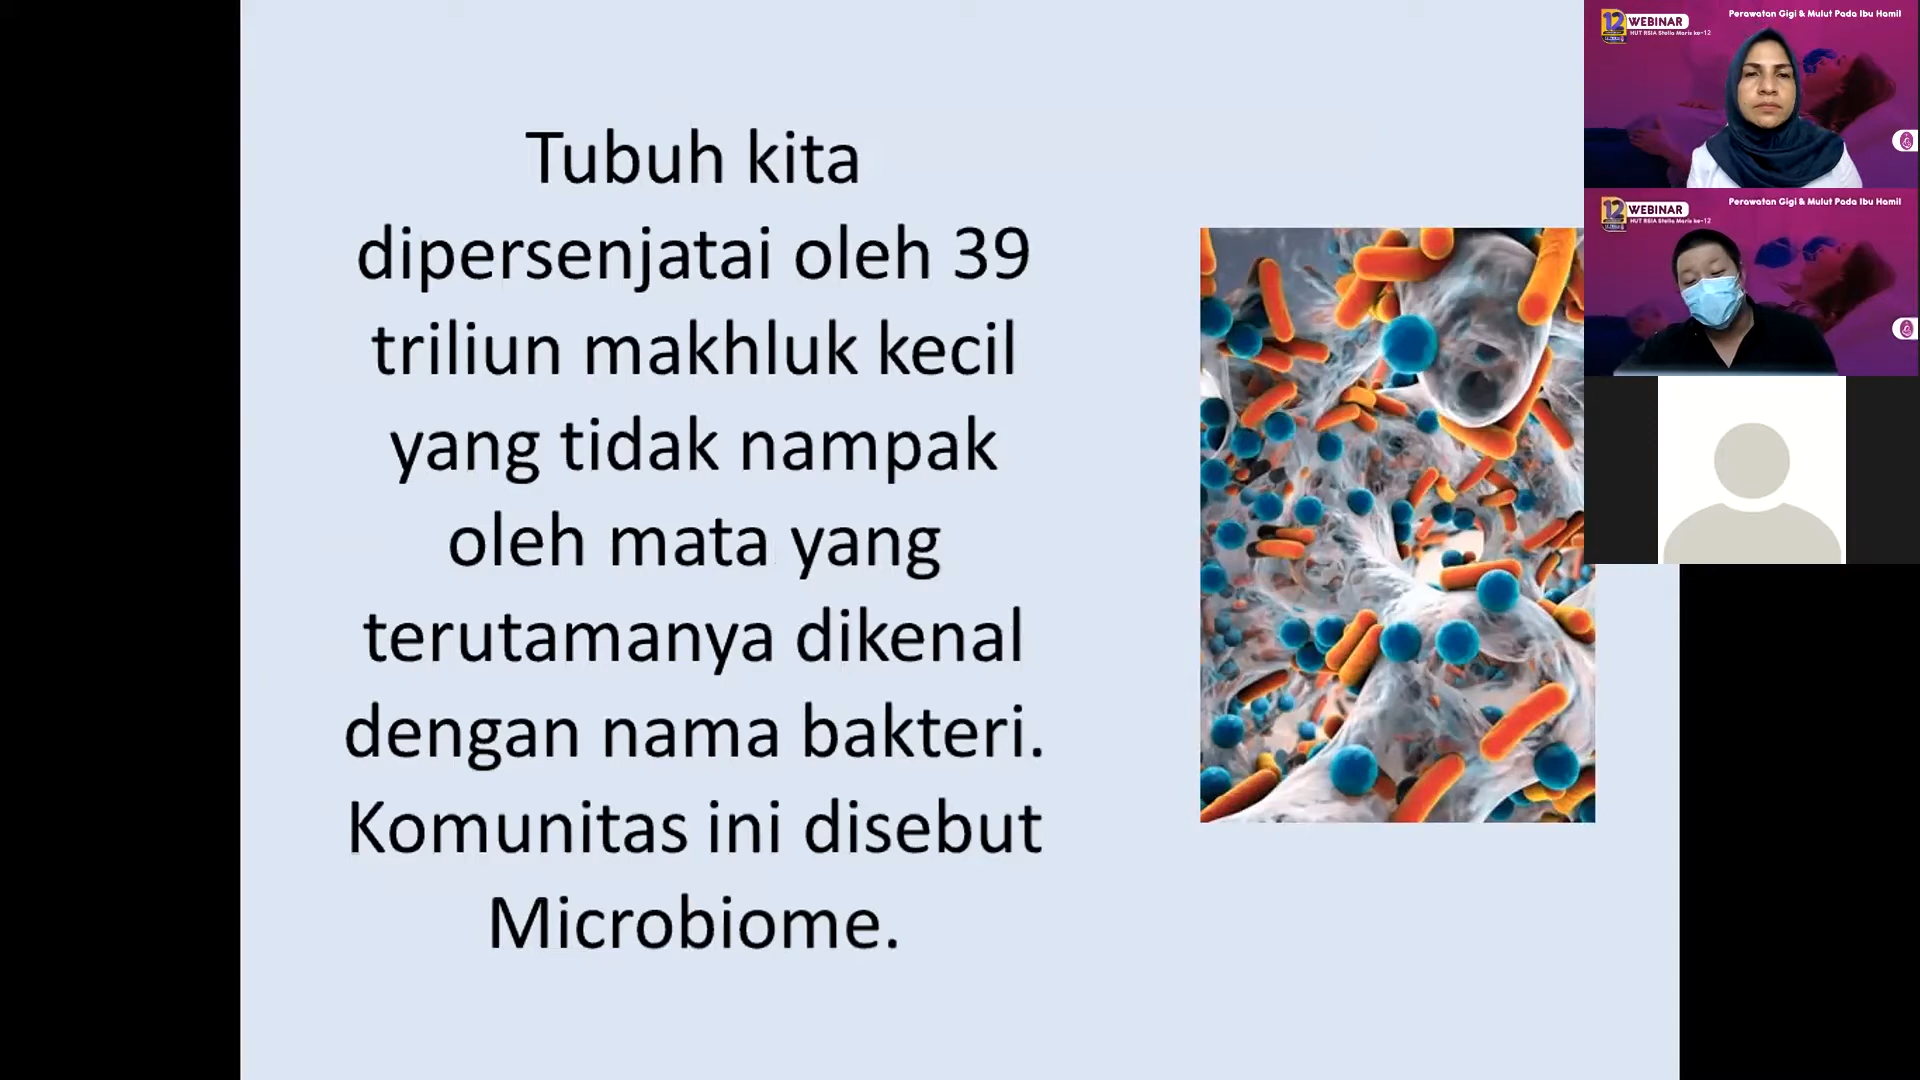 Tubuh kita
dipersenjatai oleh 39
triliun makhluk kecil
yang tidak nampak
oleh mata yang
terutamanya dikenal
dengan nama bakteri.
Komunitas ini disebut
Microbiome.
12 WEBINAR
HUT RSIA Stella Maris ke-12
Perawatan Gigi & Mulut Pada Ibu Hamil
12 WEBINAR
HUT RSIA Stella Maris ke-12
Perawatan Gigi & Mulut Pada Ibu Hamil